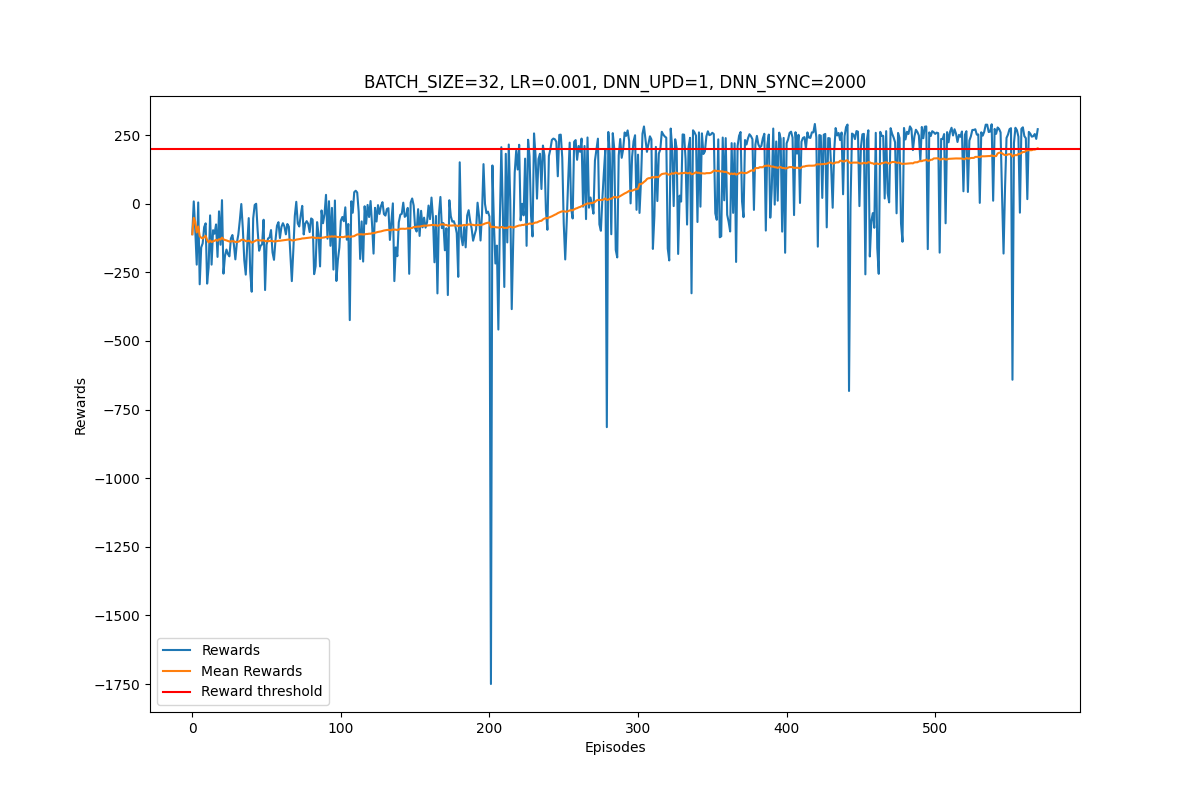 BATCH_SIZE=32, LR=0.001, DNN_UPD=1, DNN_SYNC=2000
250
0
−250
−500
−750
−1000
−1250
−1500
−1750
Rewards
Rewards
Mean Rewards
Reward threshold
0 100 200 300 400 500
Episodes